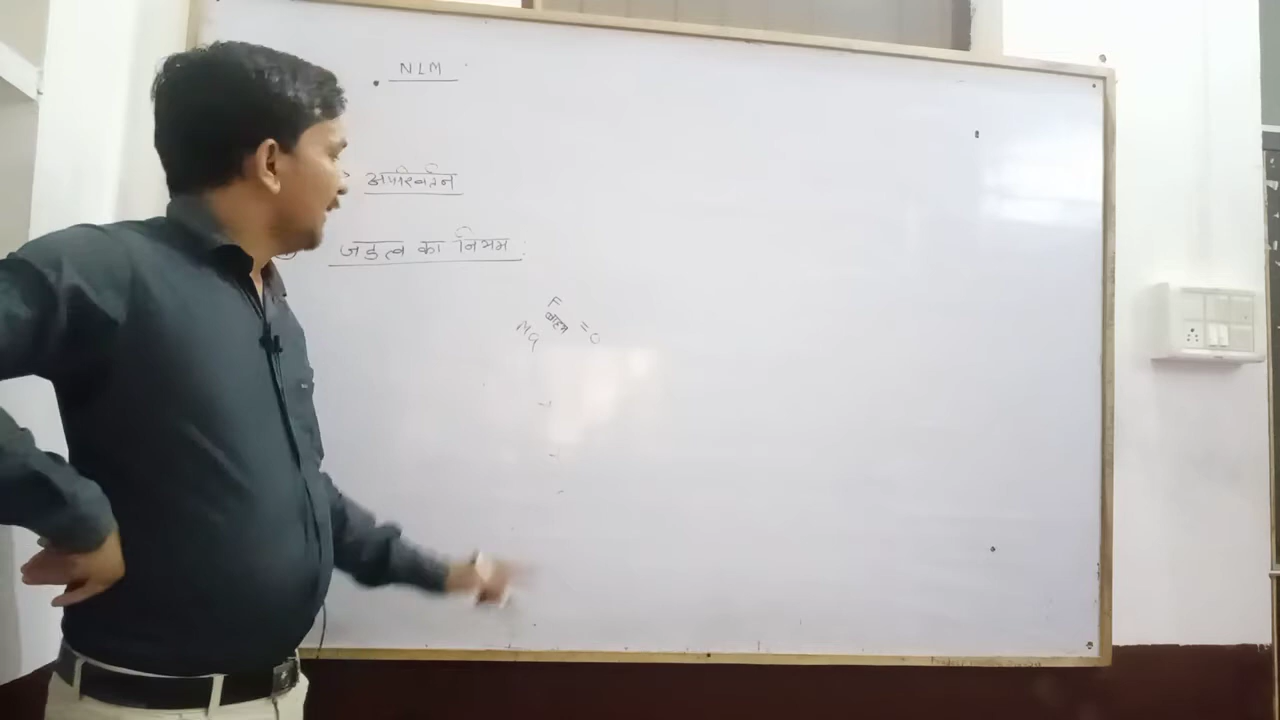 NLM
अपरिवर्तन
जड़त्व का नियम :
F
बाह्य = 0